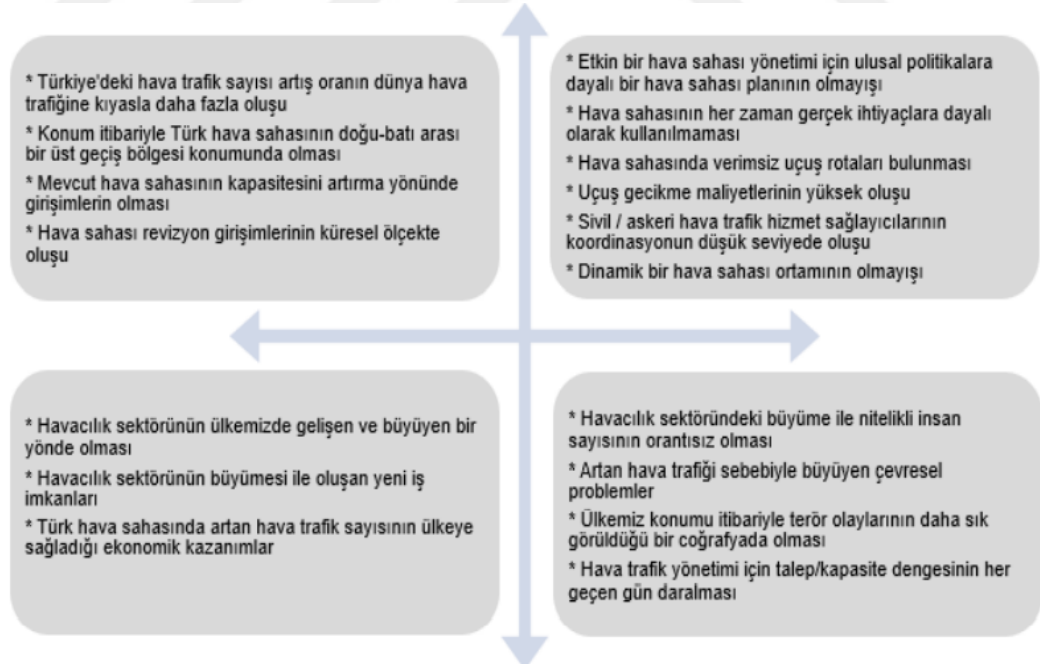 * Türkiye'deki hava trafik sayısı artış oranın dünya hava
trafiğine kıyasla daha fazla oluşu
* Konum itibariyle Türk hava sahasının doğu-batı arası
bir üst geçiş bölgesi konumunda olması
* Mevcut hava sahasının kapasitesini artırma yönünde
girişimlerin olması
* Hava sahası revizyon girişimlerinin küresel ölçekte
oluşu
* Etkin bir hava sahası yönetimi için ulusal politikalara
dayalı bir hava sahası planının olmayışı
* Hava sahasının her zaman gerçek ihtiyaçlara dayalı
olarak kullanılmaması
* Hava sahasında verimsiz uçuş rotaları bulunması
* Uçuş gecikme maliyetlerinin yüksek oluşu
* Sivil / askeri hava trafik hizmet sağlayıcılarının
koordinasyonun düşük seviyede oluşu
* Dinamik bir hava sahası ortamının olmayışı
* Havacılık sektörünün ülkemizde gelişen ve büyüyen bir
yönde olması
* Havacılık sektörünün büyümesi ile oluşan yeni iş
imkanları
* Türk hava sahasında artan hava trafik sayısının ülkeye
sağladığı ekonomik kazanımlar
* Havacılık sektöründeki büyüme ile nitelikli insan
sayısının orantısız olması
* Artan hava trafiği sebebiyle büyüyen çevresel
problemler
* Ülkemiz konumu itibariyle terör olaylarının daha sık
görüldüğü bir coğrafyada olması
* Hava trafik yönetimi için talep/kapasite dengesinin her
geçen gün daralması